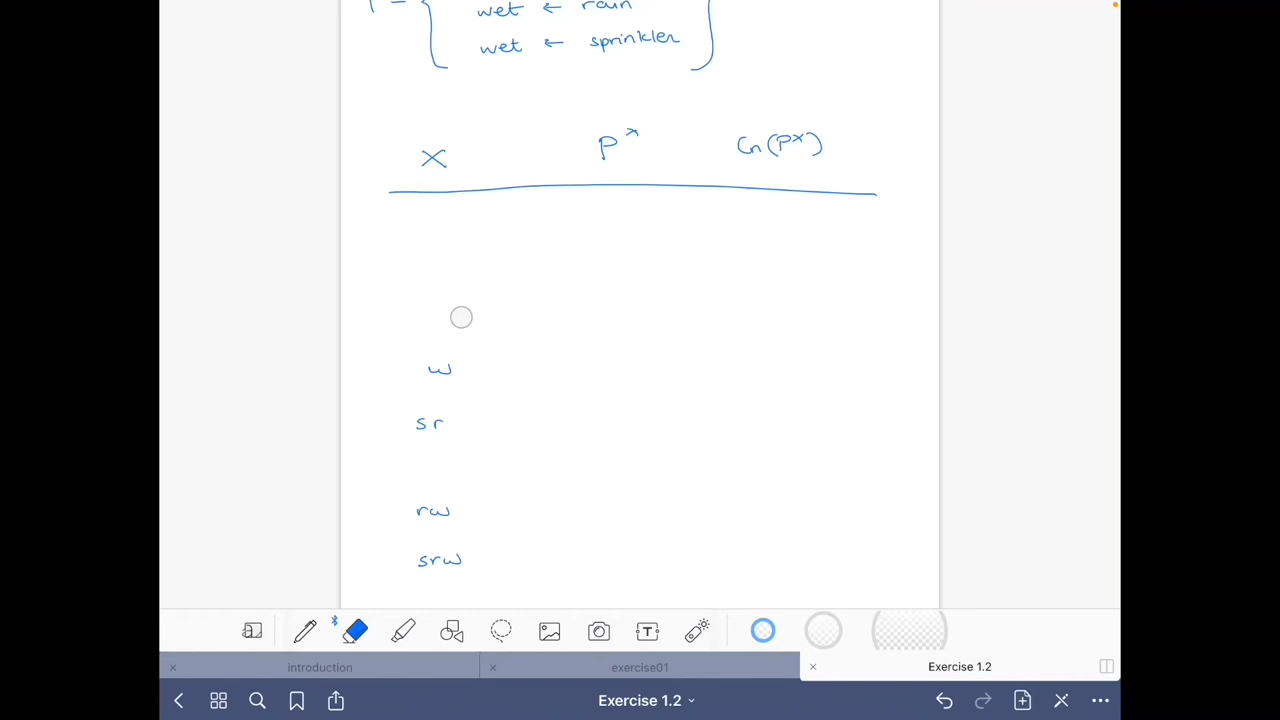 P = { wet ← rain
wet ← sprinkler }
X P^x Cn(P^x)
w
sr
rw
srw
T
introduction exercise01 Exercise 1.2
Exercise 1.2